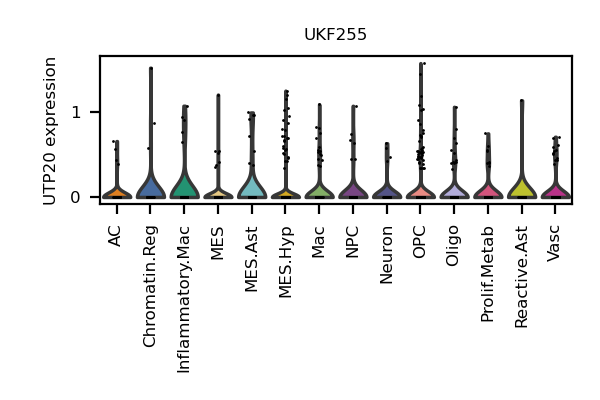 UKF255
UTP20 expression
1
0
AC
Chromatin.Reg
Inflammatory.Mac
MES
MES.Ast
MES.Hyp
Mac
NPC
Neuron
OPC
Oligo
Prolif.Metab
Reactive.Ast
Vasc